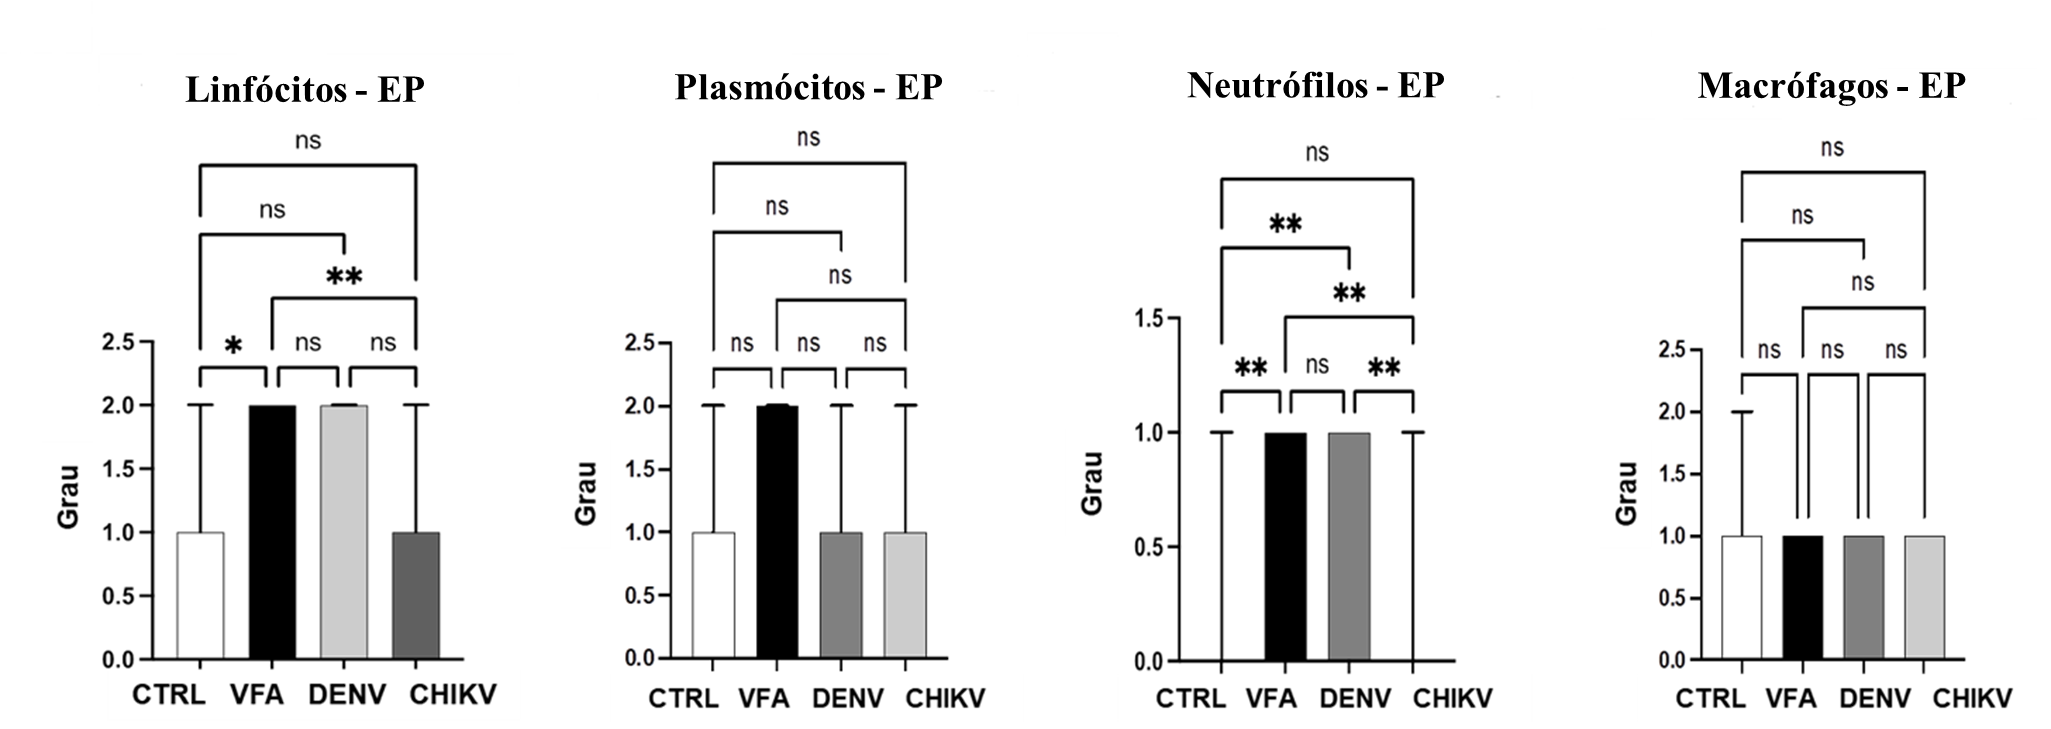 Linfócitos - EP
ns
ns
**
* ns ns
2.5
2.0
1.5
1.0
0.5
0.0
Grau
CTRL VFA DENV CHIKV
Plasmócitos - EP
ns
ns
ns
ns ns ns
2.5
2.0
1.5
1.0
0.5
0.0
Grau
CTRL VFA DENV CHIKV
Neutrófilos - EP
ns
**
**
** ns **
1.5
1.0
0.5
0.0
Grau
CTRL VFA DENV CHIKV
Macrófagos - EP
ns
ns
ns
ns ns ns
2.5
2.0
1.5
1.0
0.5
0.0
Grau
CTRL VFA DENV CHIKV